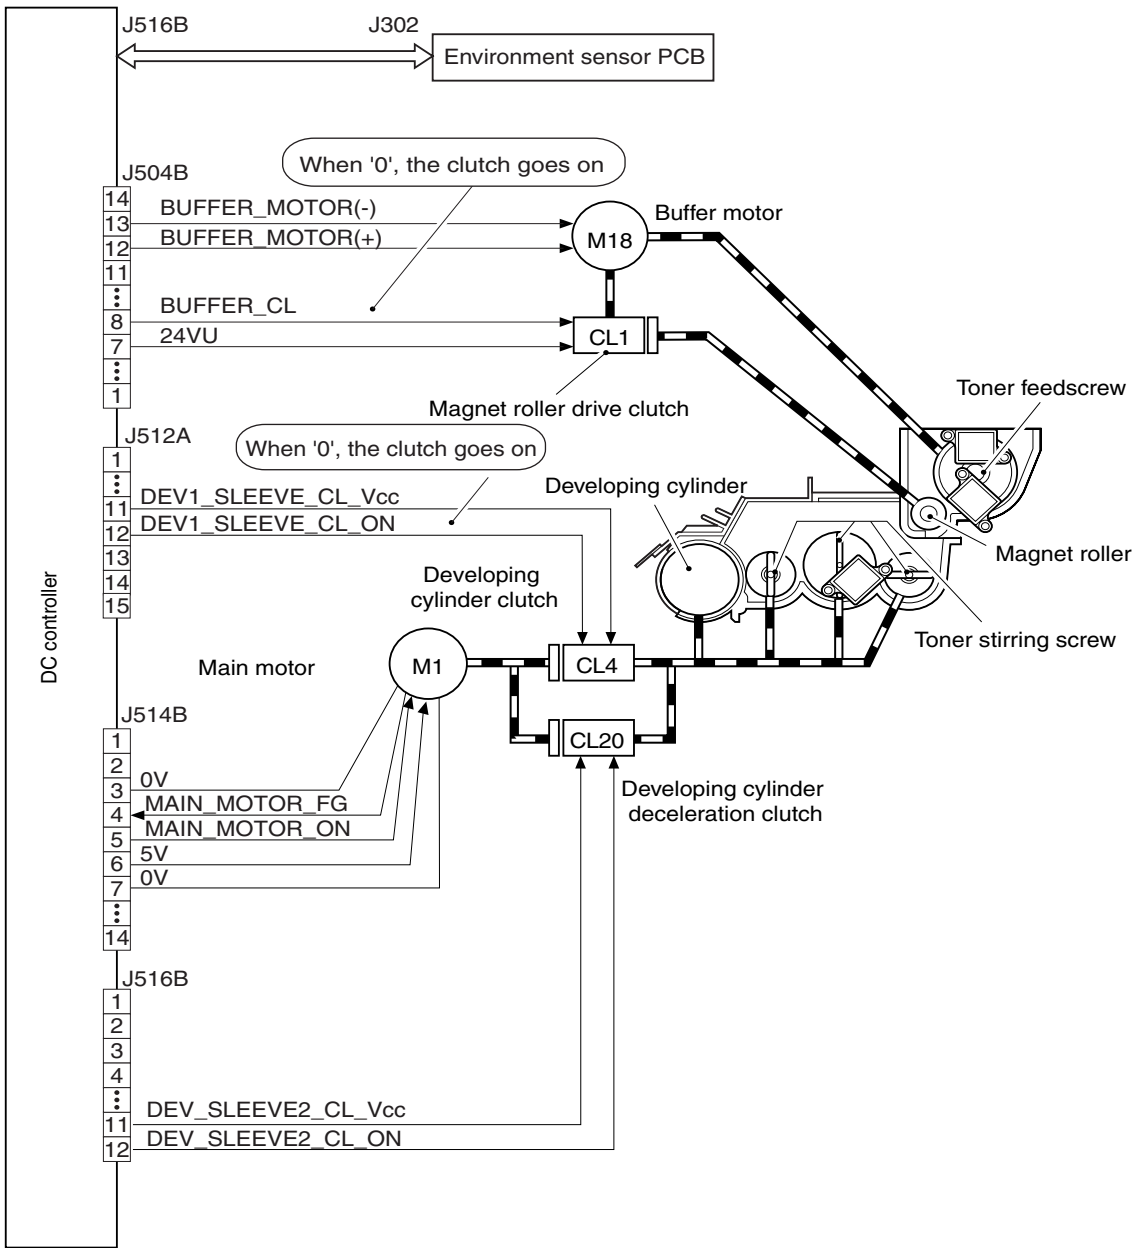 J516B
J302
Environment sensor PCB
When '0', the clutch goes on
J504B
14
13
12
11
8
7
1
BUFFER_MOTOR(-)
BUFFER_MOTOR(+)
BUFFER_CL
24VU
M18
Buffer motor
CL1
Magnet roller drive clutch
Toner feedscrew
J512A
When '0', the clutch goes on
1
11
12
13
14
15
DEV1_SLEEVE_CL_Vcc
DEV1_SLEEVE_CL_ON
Developing cylinder
Magnet roller
Developing
cylinder clutch
Toner stirring screw
DC controller
Main motor
M1
CL4
CL20
Developing cylinder
deceleration clutch
J514B
1
2
3
4
5
6
7
14
0V
MAIN_MOTOR_FG
MAIN_MOTOR_ON
5V
0V
J516B
1
2
3
4
11
12
DEV_SLEEVE2_CL_Vcc
DEV_SLEEVE2_CL_ON